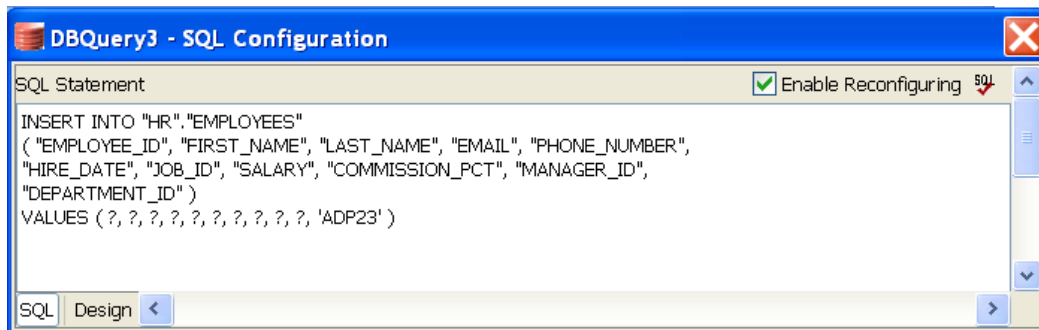 DBQuery3 - SQL Configuration
SQL Statement Enable Reconfiguring SQL
INSERT INTO "HR"."EMPLOYEES"
( "EMPLOYEE_ID", "FIRST_NAME", "LAST_NAME", "EMAIL", "PHONE_NUMBER",
"HIRE_DATE", "JOB_ID", "SALARY", "COMMISSION_PCT", "MANAGER_ID",
"DEPARTMENT_ID" )
VALUES ( ?, ?, ?, ?, ?, ?, ?, ?, ?, ?, 'ADP23' )
SQL Design